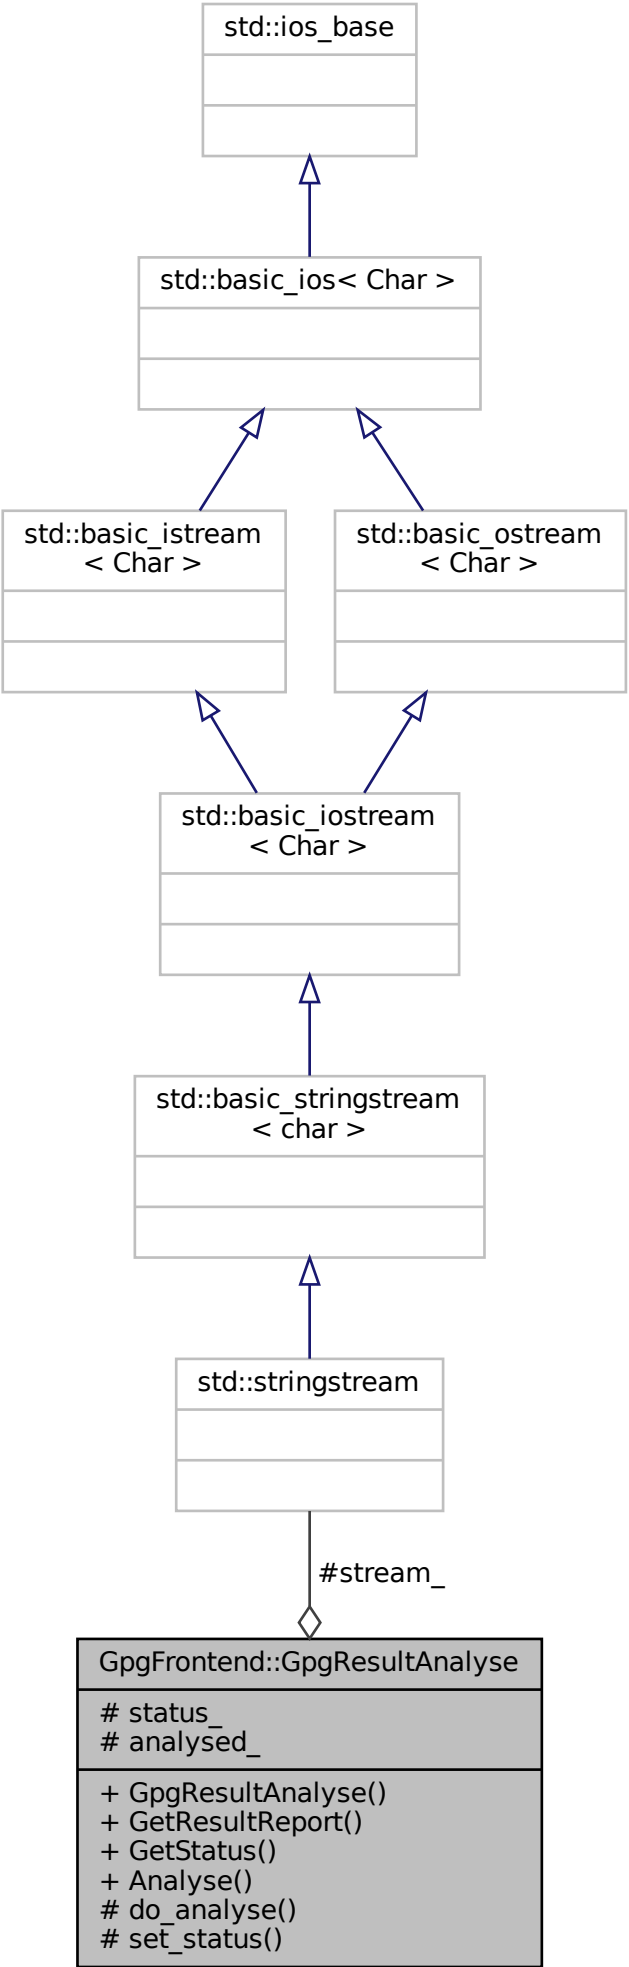 std::ios_base
std::basic_ios< Char >
std::basic_istream
< Char >
std::basic_ostream
< Char >
std::basic_iostream
< Char >
std::basic_stringstream
< char >
std::stringstream
#stream_
GpgFrontend::GpgResultAnalyse
# status_
# analysed_
+ GpgResultAnalyse()
+ GetResultReport()
+ GetStatus()
+ Analyse()
# do_analyse()
# set_status()